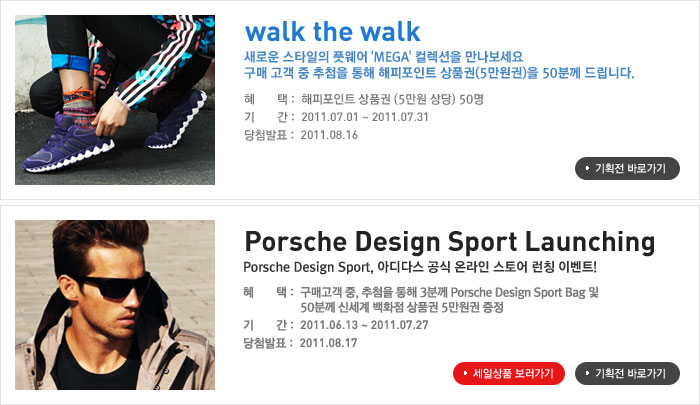 walk the walk
새로운 스타일의 풋웨어 'MEGA' 컬렉션을 만나보세요
구매 고객 중 추첨을 통해 해피포인트 상품권(5만원권)을 50분께 드립니다.
혜 택 : 해피포인트 상품권 (5만원 상당) 50명
기 간 : 2011.07.01 ~ 2011.07.31
당첨발표 : 2011.08.16
기획전 바로가기
Porsche Design Sport Launching
Porsche Design Sport, 아디다스 공식 온라인 스토어 런칭 이벤트!
혜 택 : 구매고객 중, 추첨을 통해 3분께 Porsche Design Sport Bag 및
50분께 신세계 백화점 상품권 5만원권 증정
기 간 : 2011.06.13 ~ 2011.07.27
당첨발표 : 2011.08.17
세일상품 보러가기 기획전 바로가기